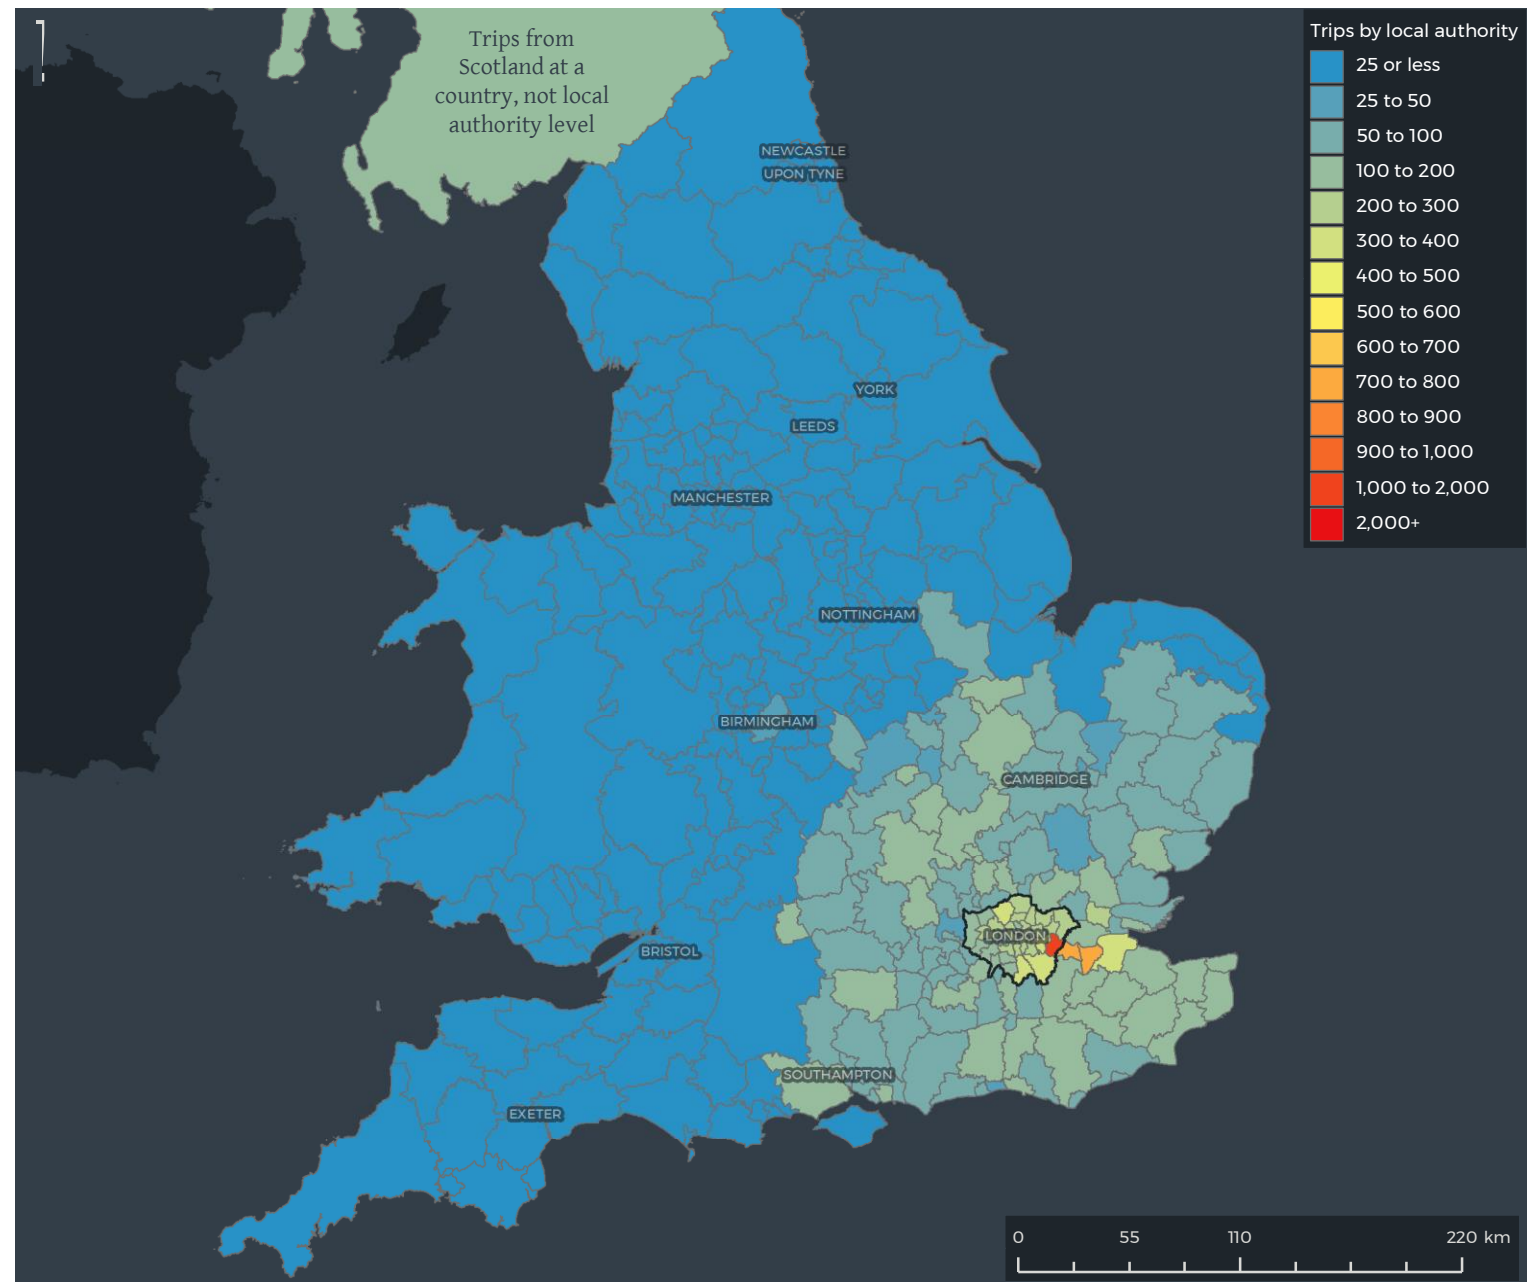 Trips from
Scotland at a
country, not local
authority level
Trips by local authority
25 or less
25 to 50
50 to 100
100 to 200
200 to 300
300 to 400
400 to 500
500 to 600
600 to 700
700 to 800
800 to 900
900 to 1,000
1,000 to 2,000
2,000+
NEWCASTLE
UPON TYNE
YORK
LEEDS
MANCHESTER
NOTTINGHAM
BIRMINGHAM
CAMBRIDGE
LONDON
BRISTOL
SOUTHAMPTON
EXETER
0 55 110 220 km